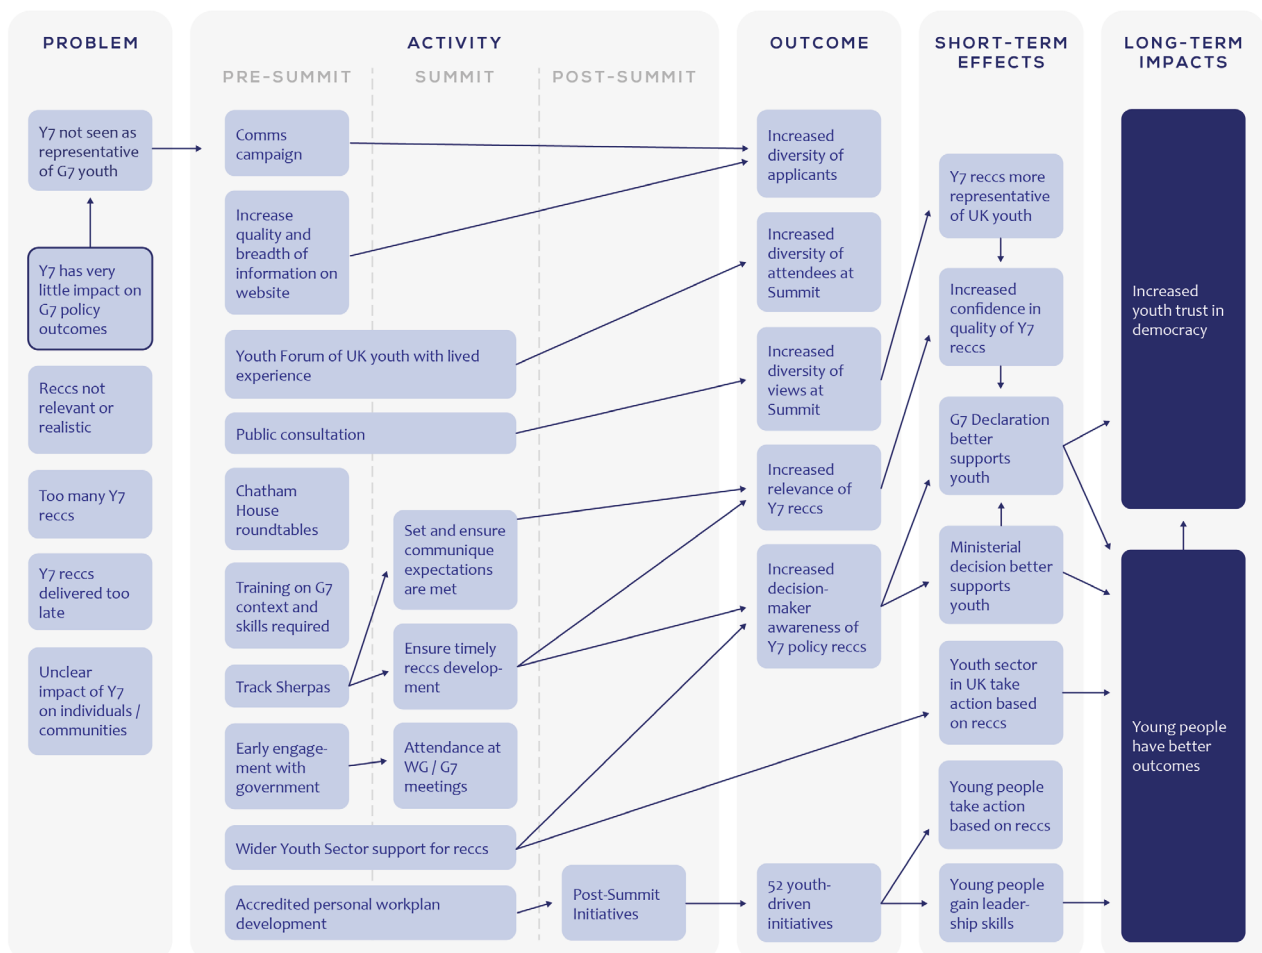 PROBLEM
Y7 not seen as
representative
of G7 youth
Y7 has very
little impact on
G7 policy
outcomes
Reccs not
relevant or
realistic
Too many Y7
reccs
Y7 reccs
delivered too
late
Unclear
impact of Y7
on individuals /
communities
ACTIVITY
PRE-SUMMIT
SUMMIT
POST-SUMMIT
Comms
campaign
Increase
quality and
breadth of
information on
website
Youth Forum of UK youth with lived
experience
Public consultation
Chatham
House
roundtables
Training on G7
context and
skills required
Track Sherpas
Early engage-
ment with
government
Set and ensure
communique
expectations
are met
Ensure timely
reccs develop-
ment
Attendance at
WG / G7
meetings
Wider Youth Sector support for reccs
Accredited personal workplan
development
Post-Summit
Initiatives
OUTCOME
Increased
diversity of
applicants
Increased
diversity of
attendees at
Summit
Increased
diversity of
views at
Summit
Increased
relevance of
Y7 reccs
Increased
decision-
maker
awareness of
Y7 policy reccs
52 youth-
driven
initiatives
SHORT-TERM
EFFECTS
Y7 reccs more
representative
of UK youth
Increased
confidence in
quality of Y7
reccs
G7 Declaration
better
supports
youth
Ministerial
decision better
supports
youth
Youth sector
in UK take
action based
on reccs
Young people
take action
based on reccs
Young people
gain leader-
ship skills
LONG-TERM
IMPACTS
Increased
youth trust in
democracy
Young people
have better
outcomes